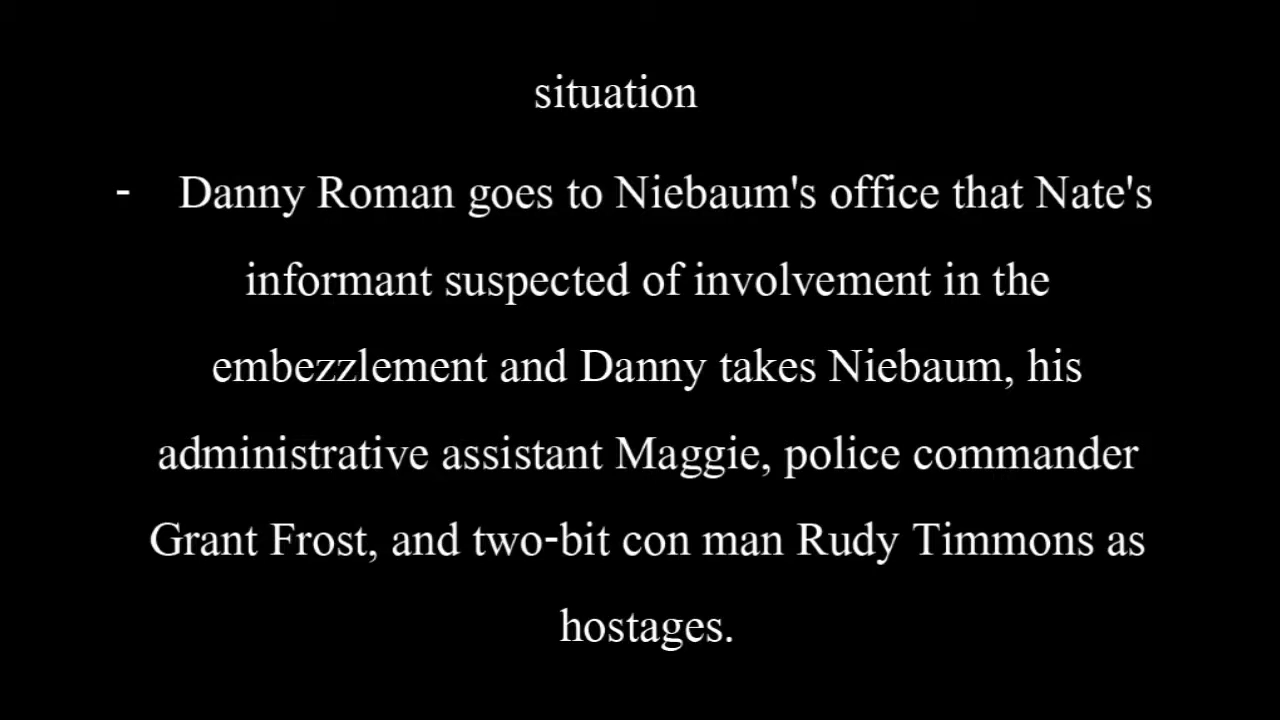 situation
- Danny Roman goes to Niebaum's office that Nate's
informant suspected of involvement in the
embezzlement and Danny takes Niebaum, his
administrative assistant Maggie, police commander
Grant Frost, and two-bit con man Rudy Timmons as
hostages.